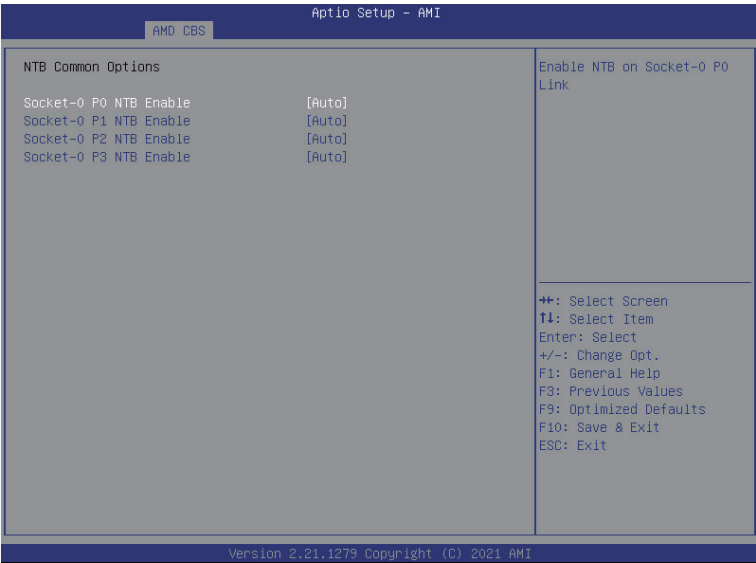 Aptio Setup - AMI
AMD CBS
NTB Common Options
Socket-0 P0 NTB Enable [Auto]
Socket-0 P1 NTB Enable [Auto]
Socket-0 P2 NTB Enable [Auto]
Socket-0 P3 NTB Enable [Auto]
Enable NTB on Socket-0 P0
Link
→←: Select Screen
↑↓: Select Item
Enter: Select
+/-: Change Opt.
F1: General Help
F3: Previous Values
F9: Optimized Defaults
F10: Save & Exit
ESC: Exit
Version 2.21.1279 Copyright (C) 2021 AMI